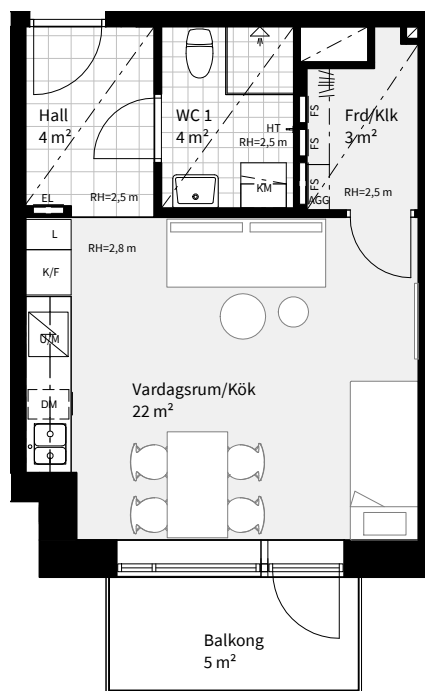 Hall
4 m²
WC 1
4 m²
HT
RH=2,5 m
KM
FS
FS
FS
AGG
Frd/Klk
3 m²
RH=2,5 m
EL
RH=2,5 m
L
RH=2,8 m
K/F
U/M
DM
Vardagsrum/Kök
22 m²
Balkong
5 m²